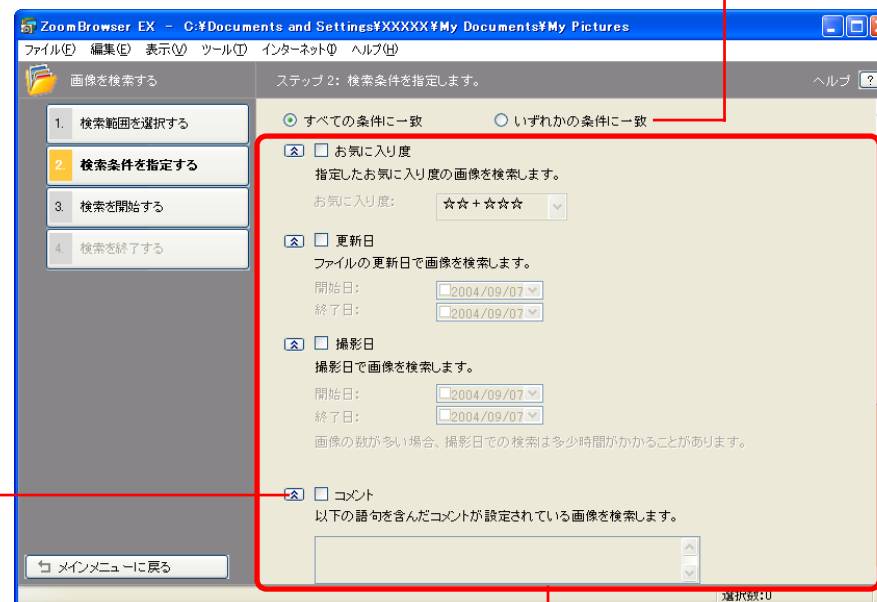 ZoomBrowser EX - C:¥Documents and Settings¥XXXXX¥My Documents¥My Pictures
ファイル(F) 編集(E) 表示(V) ツール(T) インターネット(I) ヘルプ(H)
画像を検索する
ステップ 2: 検索条件を指定します。
ヘルプ ?
1. 検索範囲を選択する
2. 検索条件を指定する
3. 検索を開始する
4. 検索を終了する
メインメニューに戻る
すべての条件に一致 いずれかの条件に一致
お気に入り度
指定したお気に入り度の画像を検索します。
お気に入り度: ☆☆+☆☆☆
更新日
ファイルの更新日で画像を検索します。
開始日: 2004/09/07
終了日: 2004/09/07
撮影日
撮影日で画像を検索します。
開始日: 2004/09/07
終了日: 2004/09/07
画像の数が多い場合、撮影日での検索は多少時間がかかることがあります。
コメント
以下の語句を含んだコメントが設定されている画像を検索します。
選択数:0